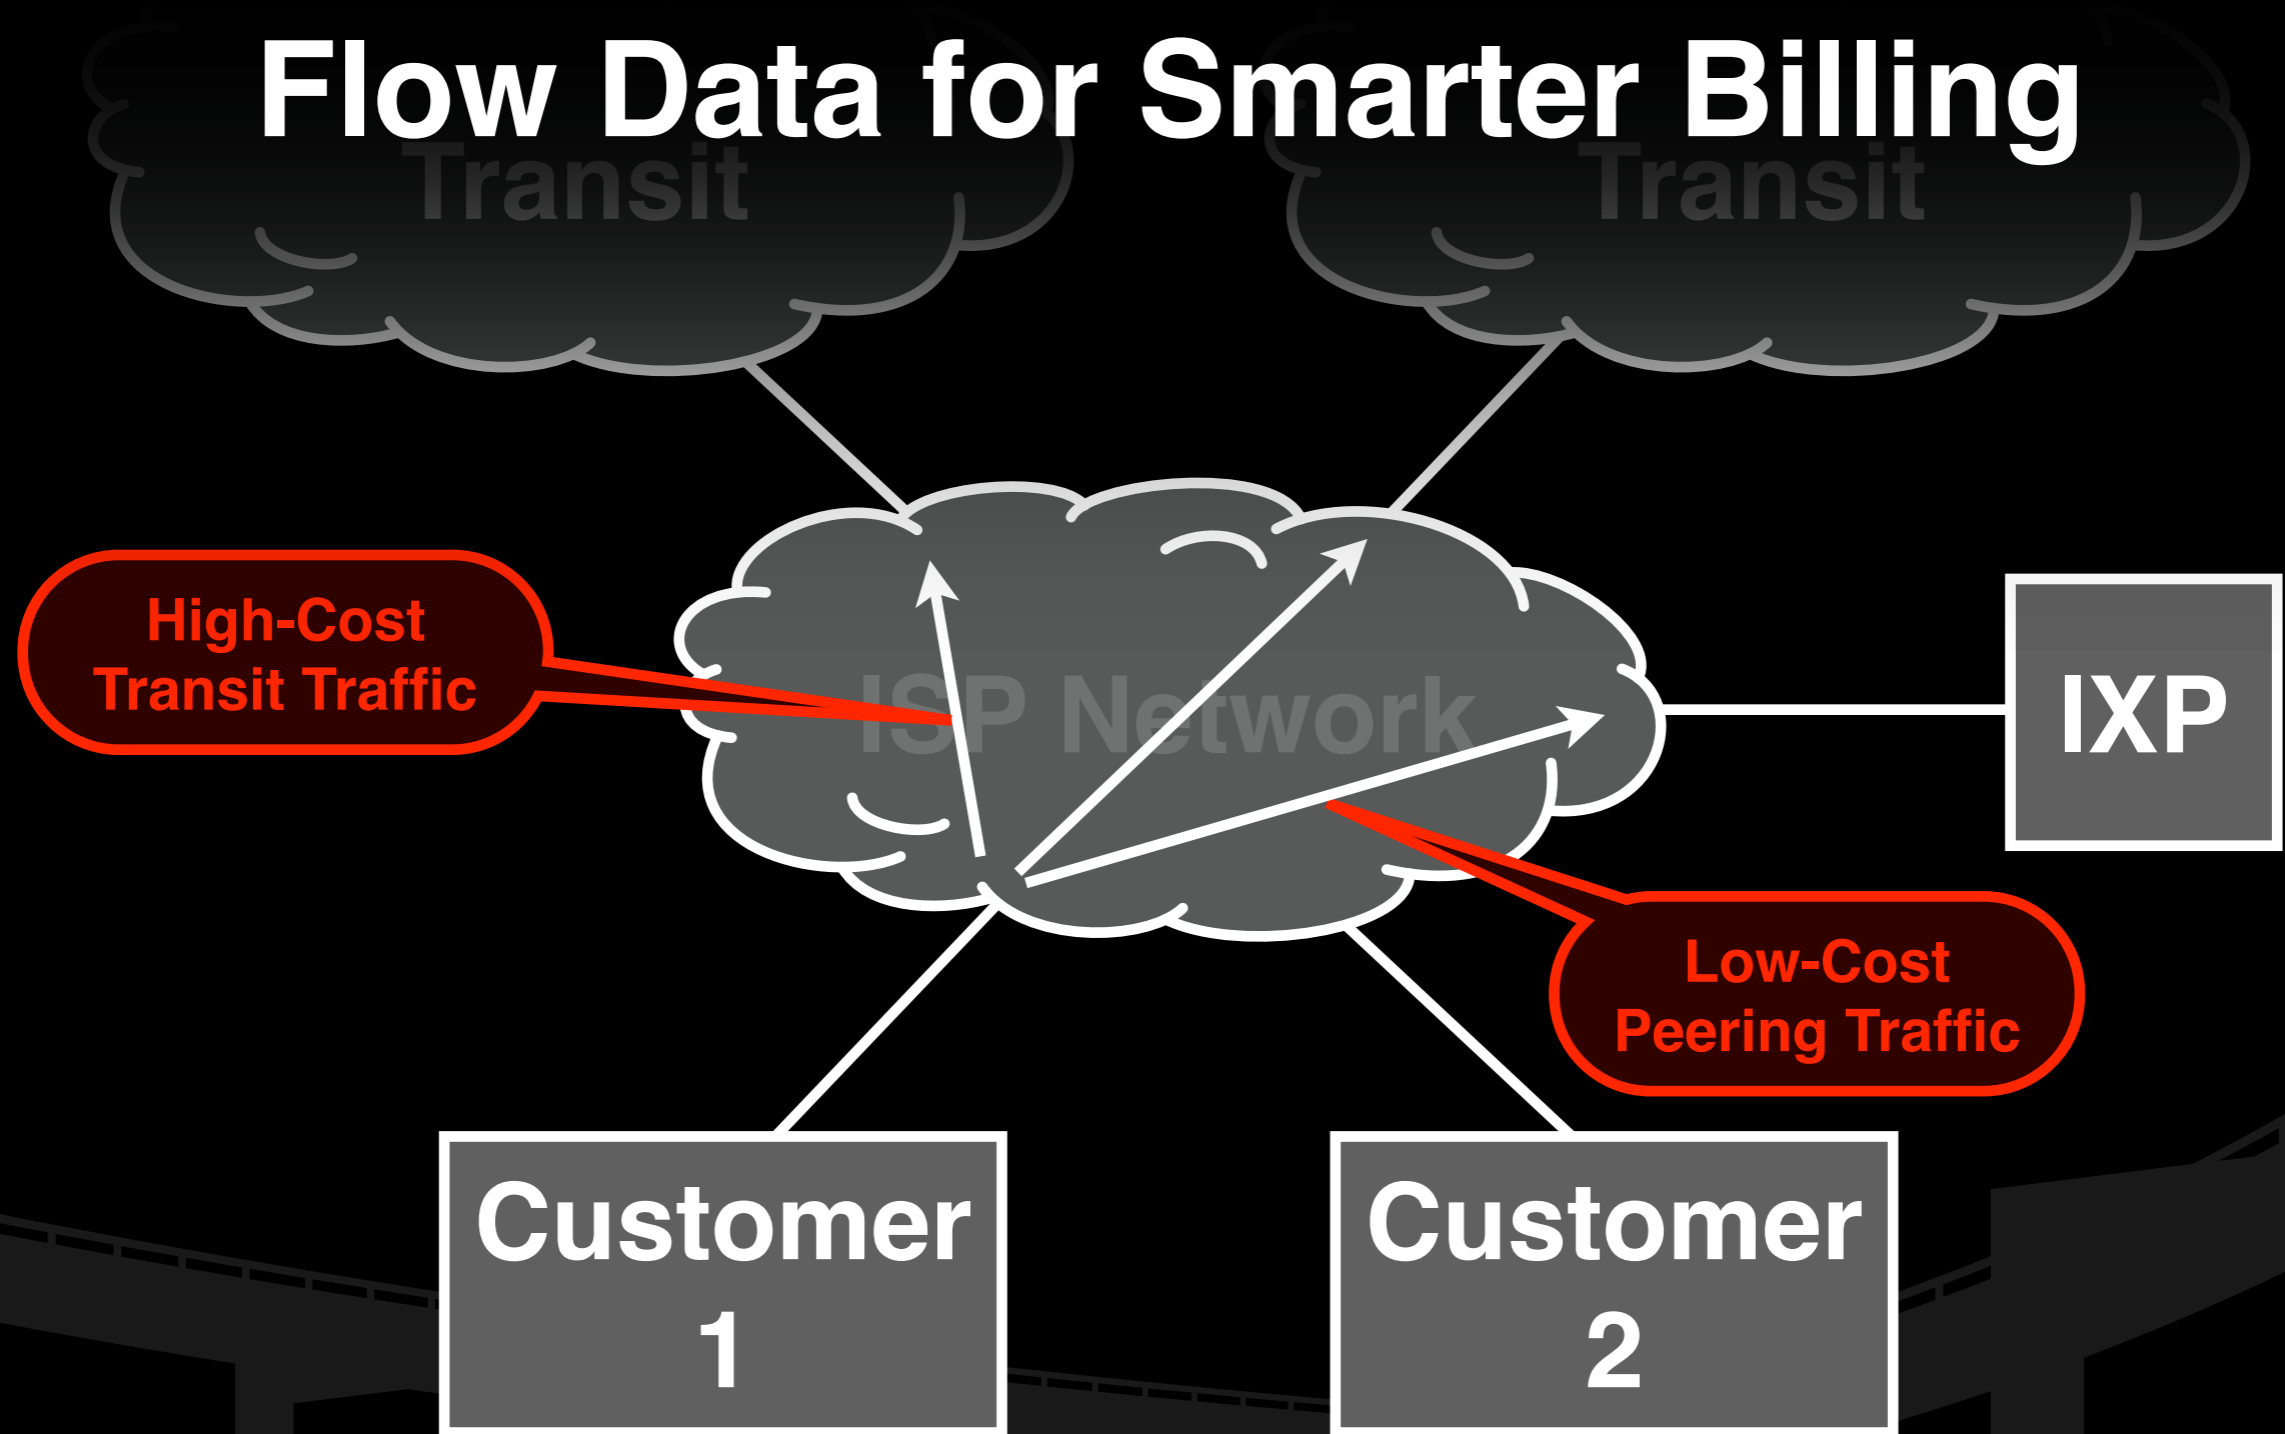 Flow Data for Smarter Billing
Transit
Transit
High-Cost
Transit Traffic
ISP Network
IXP
Low-Cost
Peering Traffic
Customer
1
Customer
2